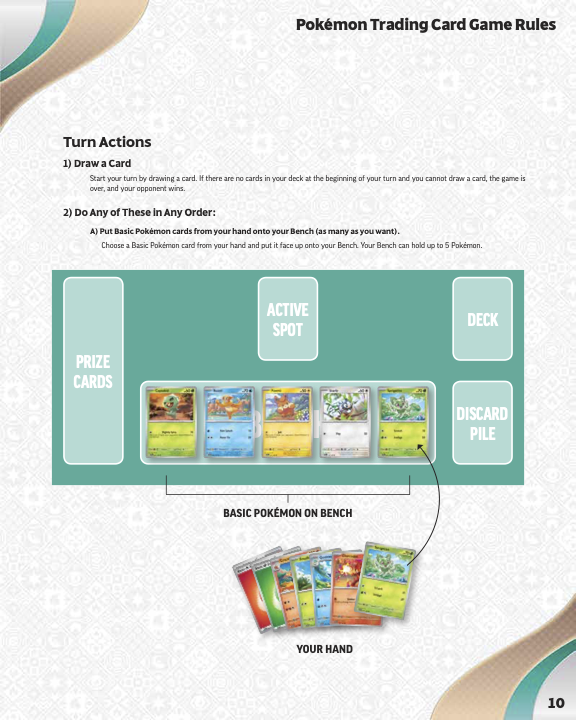 Pokémon Trading Card Game Rules
Turn Actions
1) Draw a Card
Start your turn by drawing a card. If there are no cards in your deck at the beginning of your turn and you cannot draw a card, the game is
over, and your opponent wins.
2) Do Any of These in Any Order:
A) Put Basic Pokémon cards from your hand onto your Bench (as many as you want).
Choose a Basic Pokémon card from your hand and put it face up onto your Bench. Your Bench can hold up to 5 Pokémon.
PRIZE
CARDS
ACTIVE
SPOT
DECK
DISCARD
PILE
BASIC POKÉMON ON BENCH
YOUR HAND
10